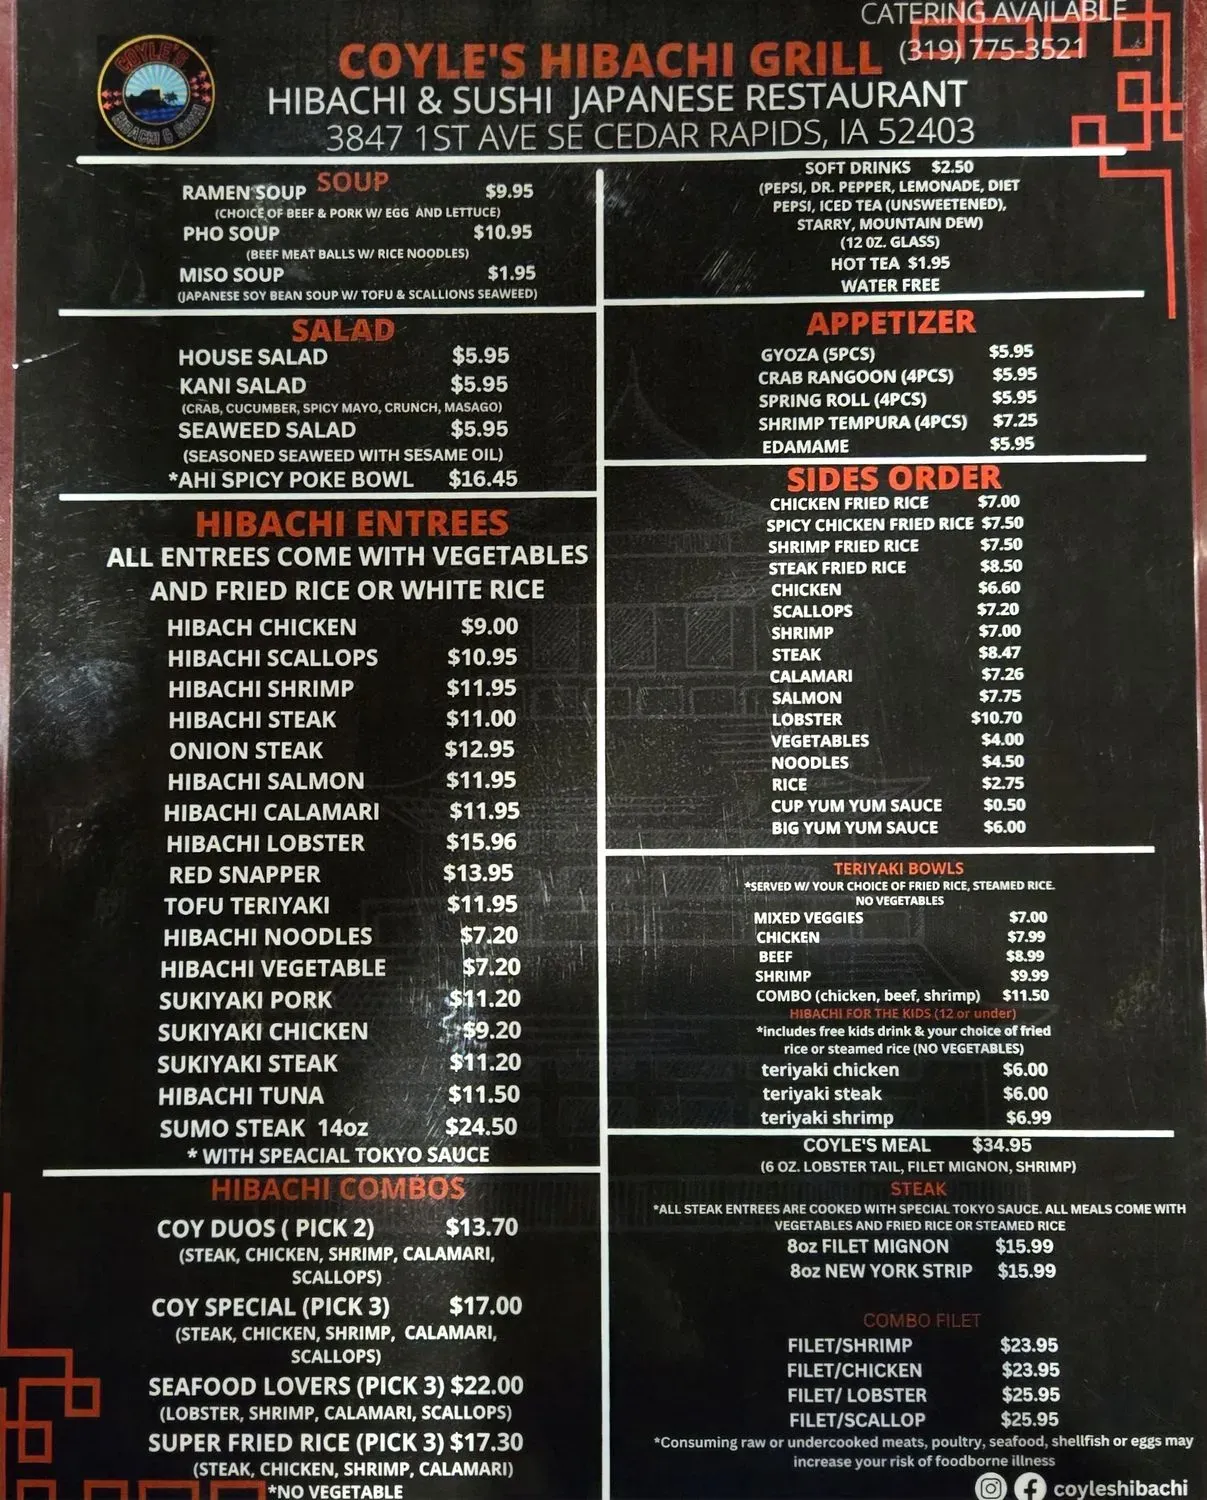 CATERING AVAILABLE
(319) 775-3521
COYLE'S
HIBACHI & SUSHI
COYLE'S HIBACHI GRILL
HIBACHI & SUSHI JAPANESE RESTAURANT
3847 1ST AVE SE CEDAR RAPIDS, IA 52403
SOUP
RAMEN SOUP $9.95
(CHOICE OF BEEF & PORK W/ EGG AND LETTUCE)
PHO SOUP $10.95
(BEEF MEAT BALLS W/ RICE NOODLES)
MISO SOUP $1.95
(JAPANESE SOY BEAN SOUP W/ TOFU & SCALLIONS SEAWEED)
SALAD
HOUSE SALAD $5.95
KANI SALAD $5.95
(CRAB, CUCUMBER, SPICY MAYO, CRUNCH, MASAGO)
SEAWEED SALAD $5.95
(SEASONED SEAWEED WITH SESAME OIL)
*AHI SPICY POKE BOWL $16.45
HIBACHI ENTREES
ALL ENTREES COME WITH VEGETABLES
AND FRIED RICE OR WHITE RICE
HIBACH CHICKEN $9.00
HIBACHI SCALLOPS $10.95
HIBACHI SHRIMP $11.95
HIBACHI STEAK $11.00
ONION STEAK $12.95
HIBACHI SALMON $11.95
HIBACHI CALAMARI $11.95
HIBACHI LOBSTER $15.96
RED SNAPPER $13.95
TOFU TERIYAKI $11.95
HIBACHI NOODLES $7.20
HIBACHI VEGETABLE $7.20
SUKIYAKI PORK $11.20
SUKIYAKI CHICKEN $9.20
SUKIYAKI STEAK $11.20
HIBACHI TUNA $11.50
SUMO STEAK 14oz $24.50
* WITH SPEACIAL TOKYO SAUCE
HIBACHI COMBOS
COY DUOS ( PICK 2) $13.70
(STEAK, CHICKEN, SHRIMP, CALAMARI,
SCALLOPS)
COY SPECIAL (PICK 3) $17.00
(STEAK, CHICKEN, SHRIMP, CALAMARI,
SCALLOPS)
SEAFOOD LOVERS (PICK 3) $22.00
(LOBSTER, SHRIMP, CALAMARI, SCALLOPS)
SUPER FRIED RICE (PICK 3) $17.30
(STEAK, CHICKEN, SHRIMP, CALAMARI)
*NO VEGETABLE
SOFT DRINKS $2.50
(PEPSI, DR. PEPPER, LEMONADE, DIET
PEPSI, ICED TEA (UNSWEETENED),
STARRY, MOUNTAIN DEW)
(12 OZ. GLASS)
HOT TEA $1.95
WATER FREE
APPETIZER
GYOZA (5PCS) $5.95
CRAB RANGOON (4PCS) $5.95
SPRING ROLL (4PCS) $5.95
SHRIMP TEMPURA (4PCS) $7.25
EDAMAME $5.95
SIDES ORDER
CHICKEN FRIED RICE $7.00
SPICY CHICKEN FRIED RICE $7.50
SHRIMP FRIED RICE $7.50
STEAK FRIED RICE $8.50
CHICKEN $6.60
SCALLOPS $7.20
SHRIMP $7.00
STEAK $8.47
CALAMARI $7.26
SALMON $7.75
LOBSTER $10.70
VEGETABLES $4.00
NOODLES $4.50
RICE $2.75
CUP YUM YUM SAUCE $0.50
BIG YUM YUM SAUCE $6.00
TERIYAKI BOWLS
*SERVED W/ YOUR CHOICE OF FRIED RICE, STEAMED RICE.
NO VEGETABLES
MIXED VEGGIES $7.00
CHICKEN $7.99
BEEF $8.99
SHRIMP $9.99
COMBO (chicken, beef, shrimp) $11.50
HIBACHI FOR THE KIDS (12 or under)
*includes free kids drink & your choice of fried
rice or steamed rice (NO VEGETABLES)
teriyaki chicken $6.00
teriyaki steak $6.00
teriyaki shrimp $6.99
COYLE'S MEAL $34.95
(6 OZ. LOBSTER TAIL, FILET MIGNON, SHRIMP)
STEAK
*ALL STEAK ENTREES ARE COOKED WITH SPECIAL TOKYO SAUCE. ALL MEALS COME WITH
VEGETABLES AND FRIED RICE OR STEAMED RICE
8oz FILET MIGNON $15.99
8oz NEW YORK STRIP $15.99
COMBO FILET
FILET/SHRIMP $23.95
FILET/CHICKEN $23.95
FILET/ LOBSTER $25.95
FILET/SCALLOP $25.95
*Consuming raw or undercooked meats, poultry, seafood, shellfish or eggs may
increase your risk of foodborne illness
coyleshibachi